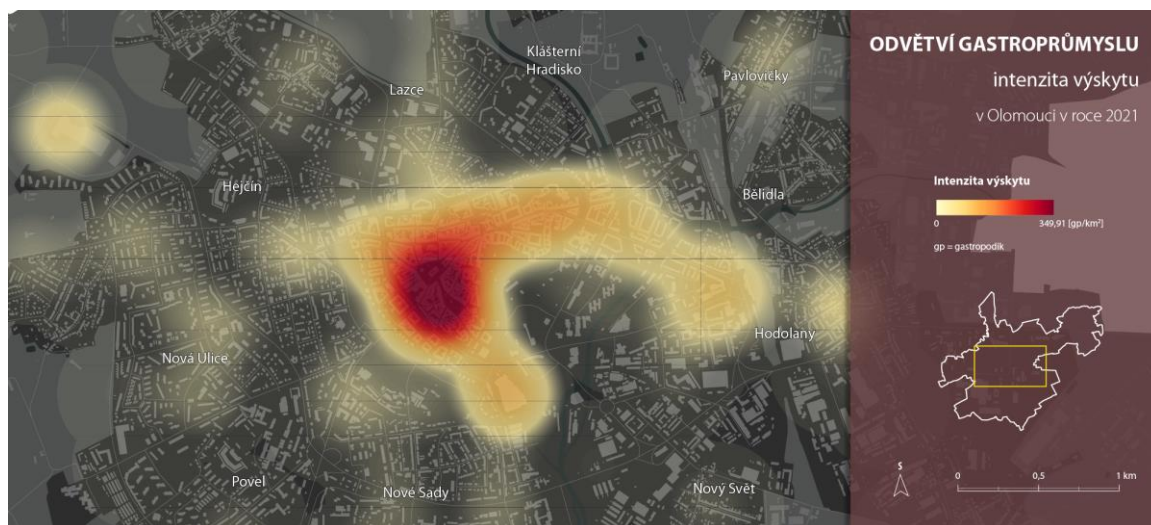 ODVĚTVÍ GASTROPRŮMYSLU
intenzita výskytu
v Olomouci v roce 2021
Intenzita výskytu
0 349,91 [gp/km²]
gp = gastropodik
S
0 0,5 1 km
Klášterní
Hradisko
Pavlovičky
Lazce
Hejčín
Bělidla
Hodolany
Nová Ulice
Povel
Nové Sady
Nový Svět